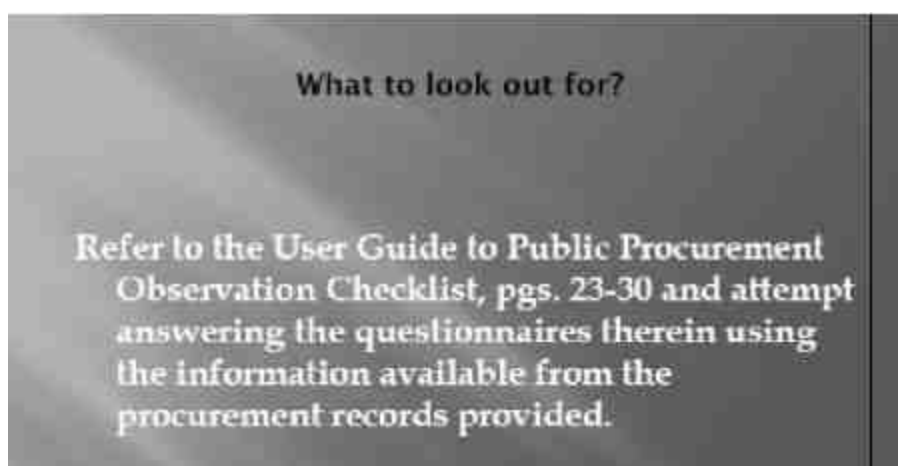 What to look out for?
Refer to the User Guide to Public Procurement
Observation Checklist, pgs. 23-30 and attempt
answering the questionnaires therein using
the information available from the
procurement records provided.